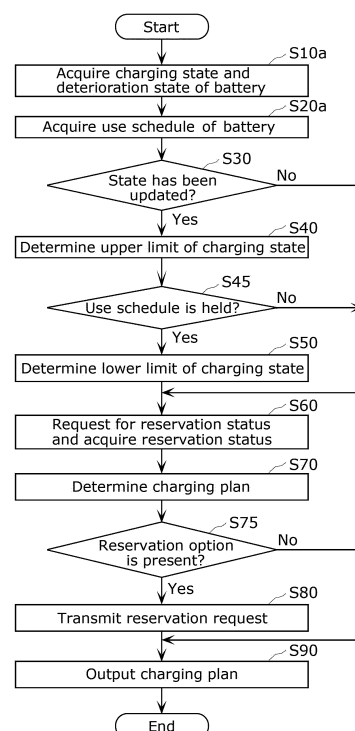 Start
S10a
Acquire charging state and
deterioration state of battery
S20a
Acquire use schedule of battery
S30
No
State has been
updated?
Yes
S40
Determine upper limit of charging state
S45
No
Use schedule is held?
Yes
S50
Determine lower limit of charging state
S60
Request for reservation status
and acquire reservation status
S70
Determine charging plan
S75
No
Reservation option
is present?
Yes
S80
Transmit reservation request
S90
Output charging plan
End